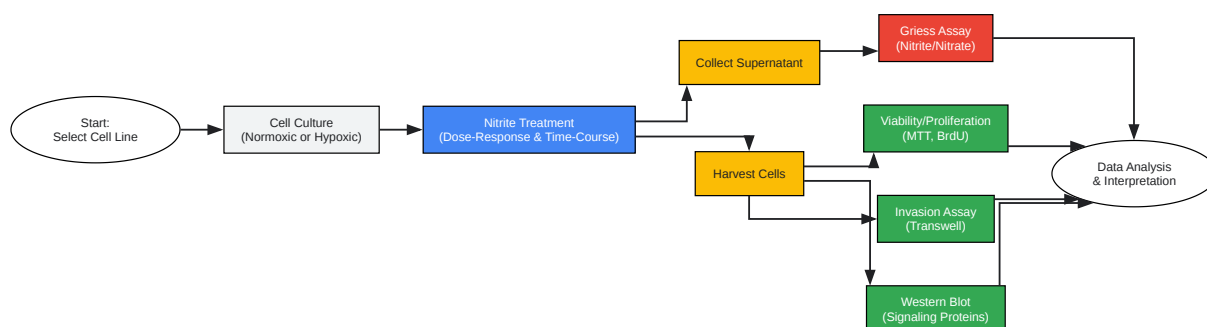 Start:
Select Cell Line
Cell Culture
(Normoxic or Hypoxic)
Nitrite Treatment
(Dose-Response & Time-Course)
Collect Supernatant
Harvest Cells
Griess Assay
(Nitrite/Nitrate)
Viability/Proliferation
(MTT, BrdU)
Invasion Assay
(Transwell)
Western Blot
(Signaling Proteins)
Data Analysis
& Interpretation